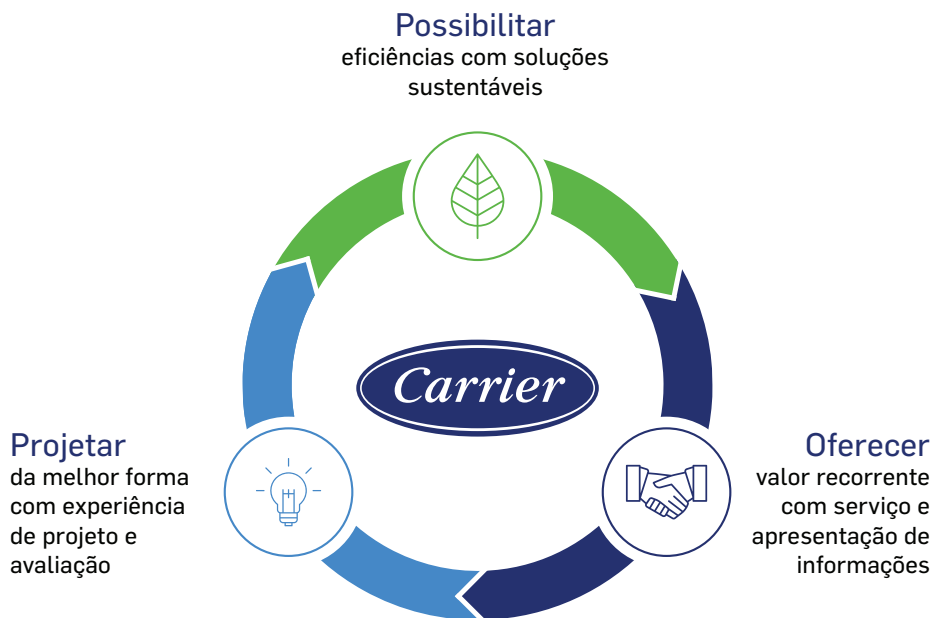 Possibilitar
eficiências com soluções
sustentáveis
Carrier
Projetar
da melhor forma
com experiência
de projeto e
avaliação
Oferecer
valor recorrente
com serviço e
apresentação de
informações